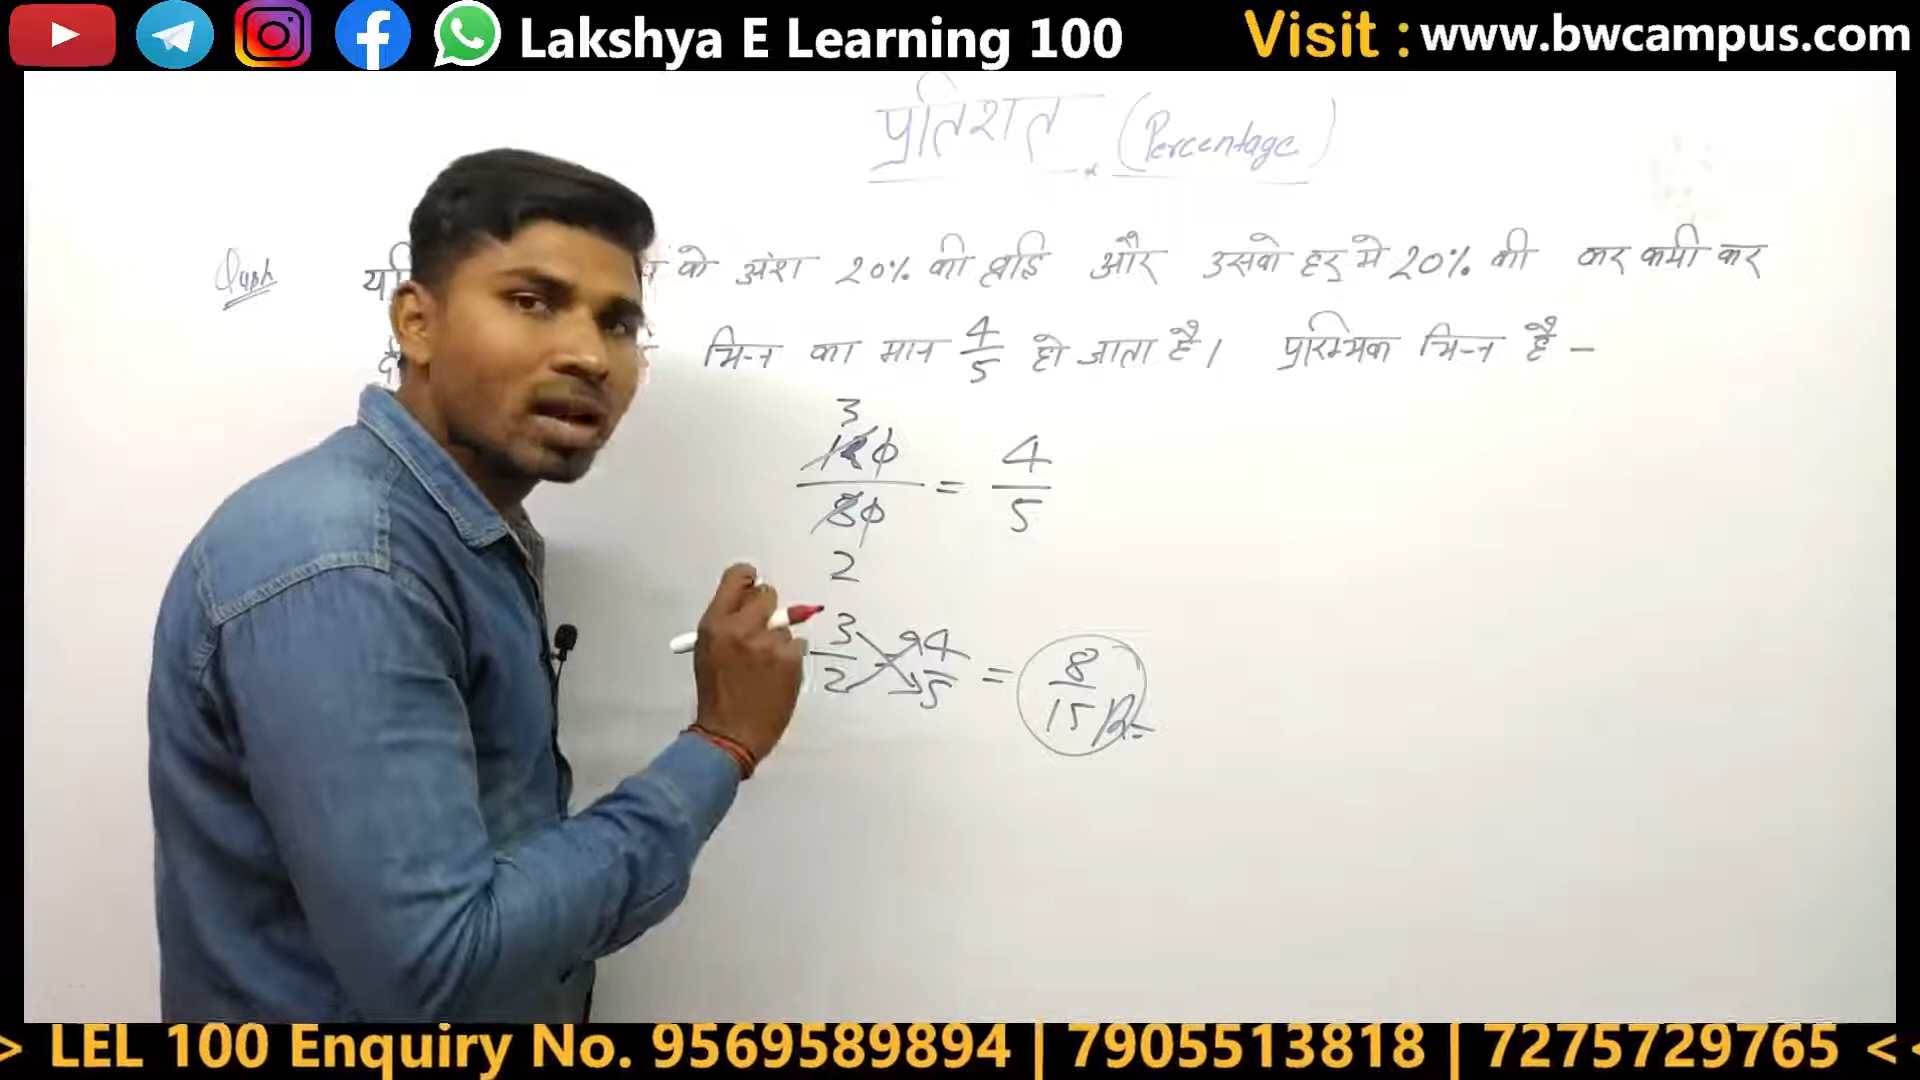 Lakshya E Learning 100
Visit : www.bwcampus.com
प्रतिशत (Percentage)
के अंश 20% की वृद्धि और उसके हर मे 20% की कर कमी कर
भिन्न का मान 4/5 हो जाता है। प्रारम्भिक भिन्न है –
3
120/80 = 4/5
2
3/2 4/5 = 8/15
> LEL 100 Enquiry No. 9569589894 | 7905513818 | 7275729765 <